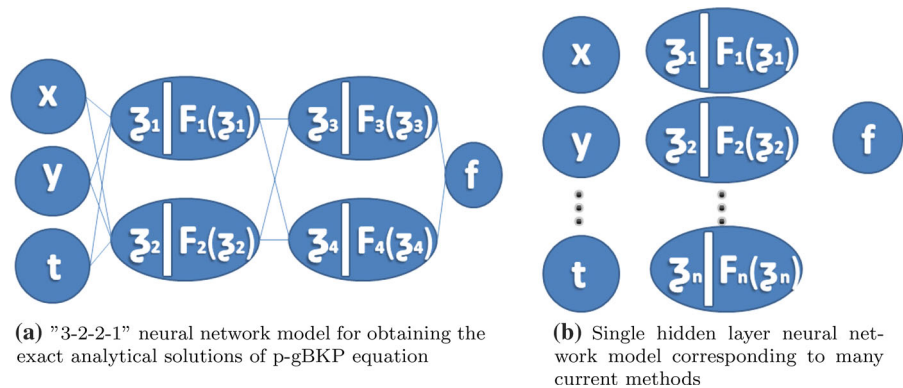 x
y
t
ξ₁ F₁(ξ₁)
ξ₂ F₂(ξ₂)
ξ₃ F₃(ξ₃)
ξ₄ F₄(ξ₄)
f
(a) "3-2-2-1" neural network model for obtaining the
exact analytical solutions of p-gBKP equation
x
y
t
ξ₁ F₁(ξ₁)
ξ₂ F₂(ξ₂)
ξₙ Fₙ(ξₙ)
f
(b) Single hidden layer neural net-
work model corresponding to many
current methods